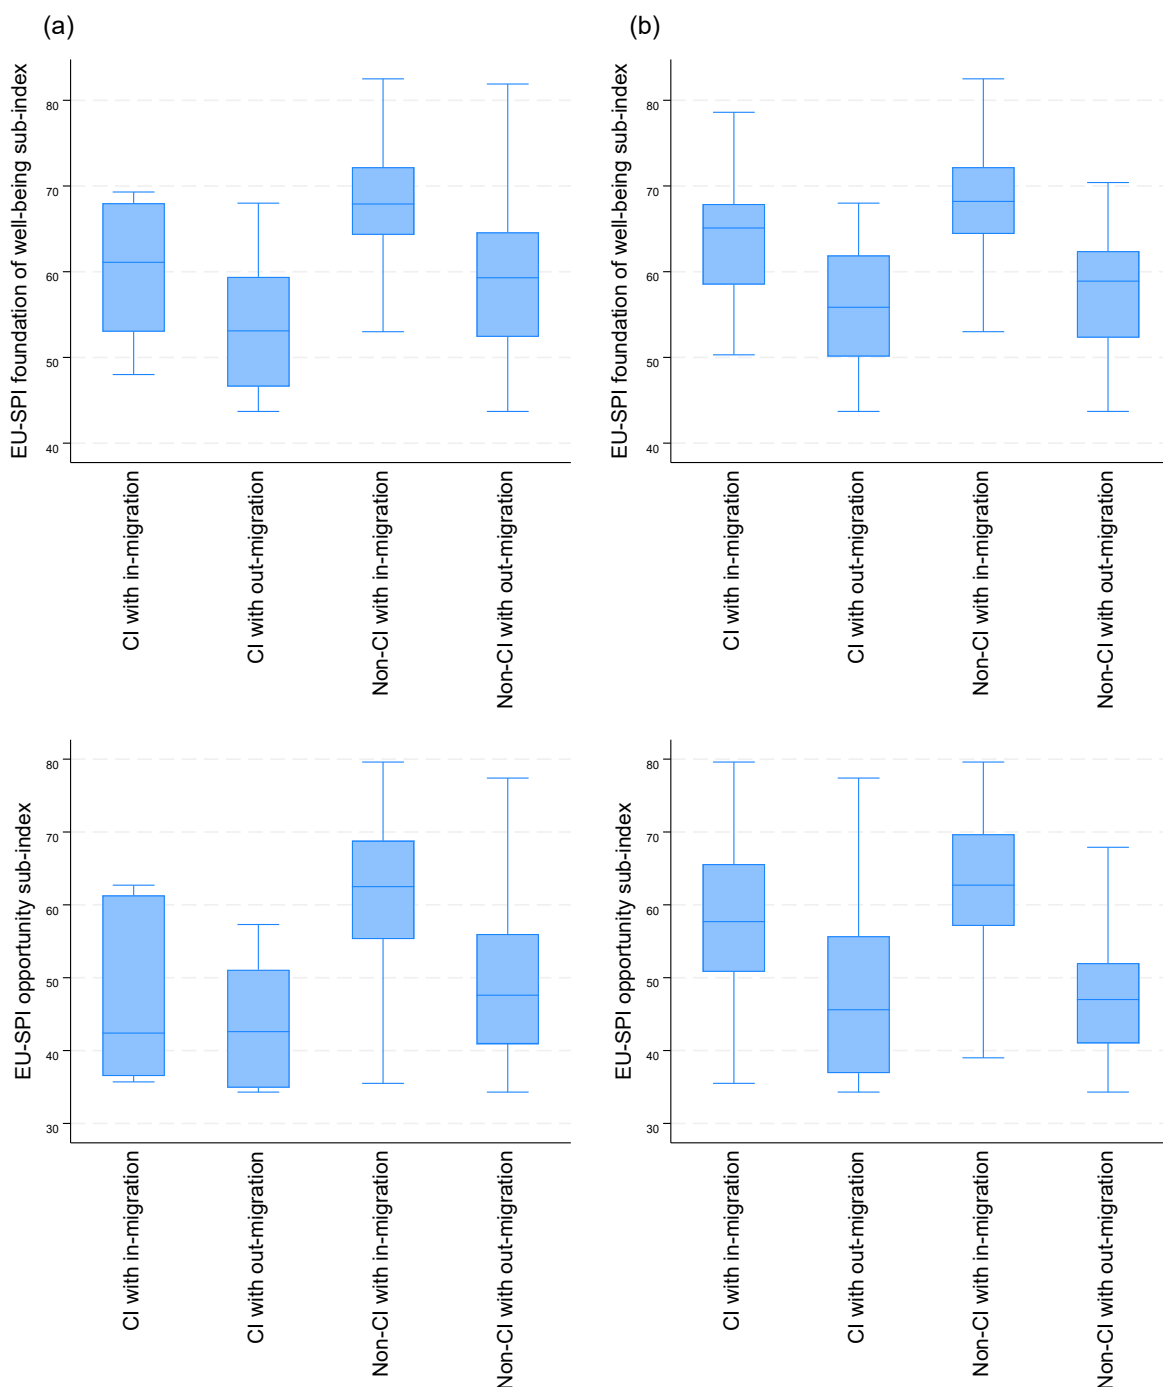 (a)
EU-SPI foundation of well-being sub-index
80
70
60
50
40
CI with in-migration
CI with out-migration
Non-CI with in-migration
Non-CI with out-migration
(b)
EU-SPI foundation of well-being sub-index
80
70
60
50
40
CI with in-migration
CI with out-migration
Non-CI with in-migration
Non-CI with out-migration
EU-SPI opportunity sub-index
80
70
60
50
40
30
CI with in-migration
CI with out-migration
Non-CI with in-migration
Non-CI with out-migration
EU-SPI opportunity sub-index
80
70
60
50
40
30
CI with in-migration
CI with out-migration
Non-CI with in-migration
Non-CI with out-migration